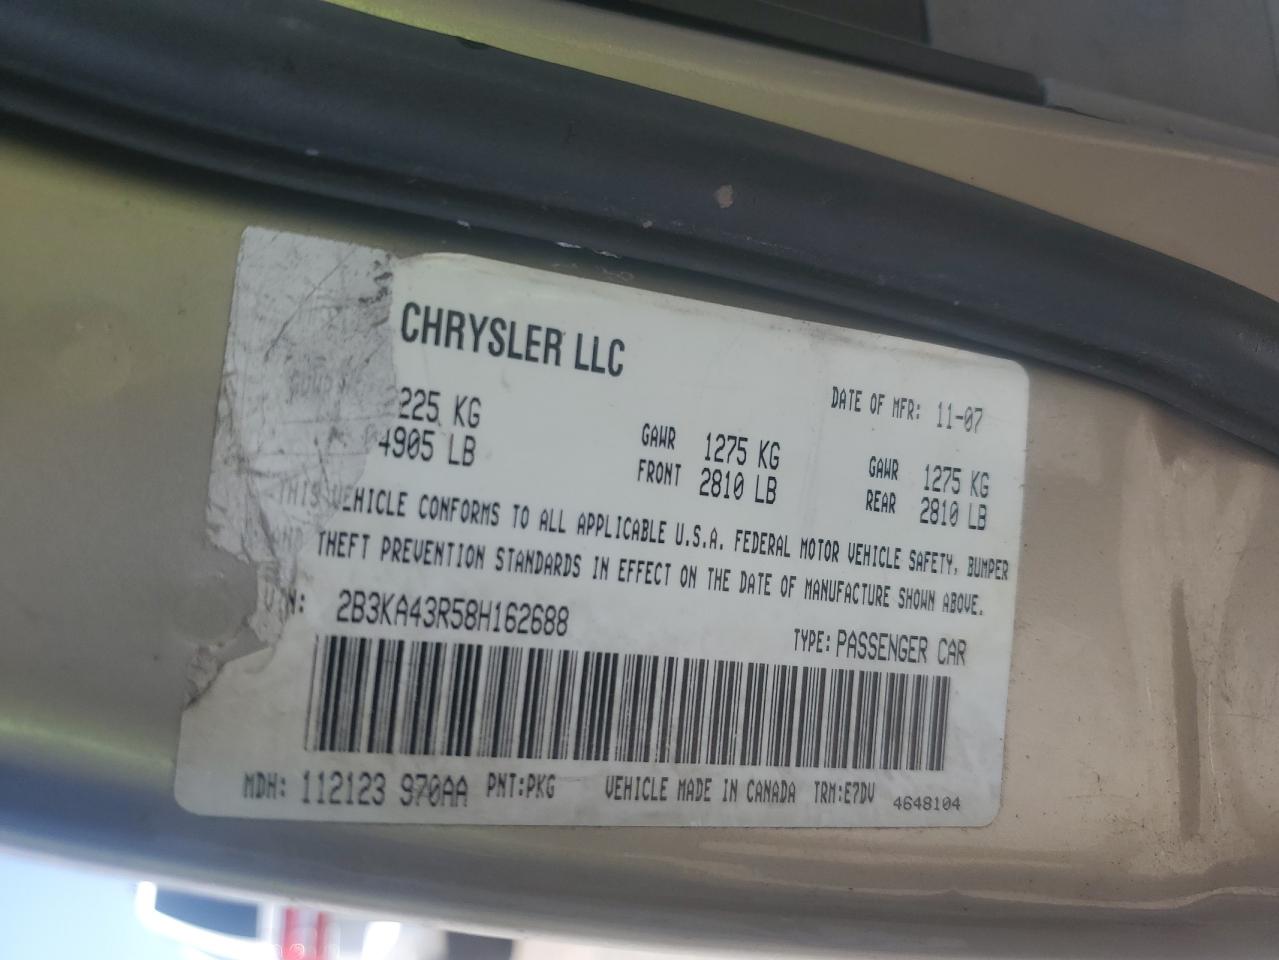 CHRYSLER LLC
DATE OF MFR: 11-07
225 KG
4905 LB
GAWR FRONT 1275 KG 2810 LB
GAWR REAR 1275 KG 2810 LB
THIS VEHICLE CONFORMS TO ALL APPLICABLE U.S.A. FEDERAL MOTOR VEHICLE SAFETY, BUMPER
AND THEFT PREVENTION STANDARDS IN EFFECT ON THE DATE OF MANUFACTURE SHOWN ABOVE.
VIN: 2B3KA43R58H162688
TYPE: PASSENGER CAR
MDH: 112123 970AA PNT:PKG VEHICLE MADE IN CANADA TRM:E7DV 4648104